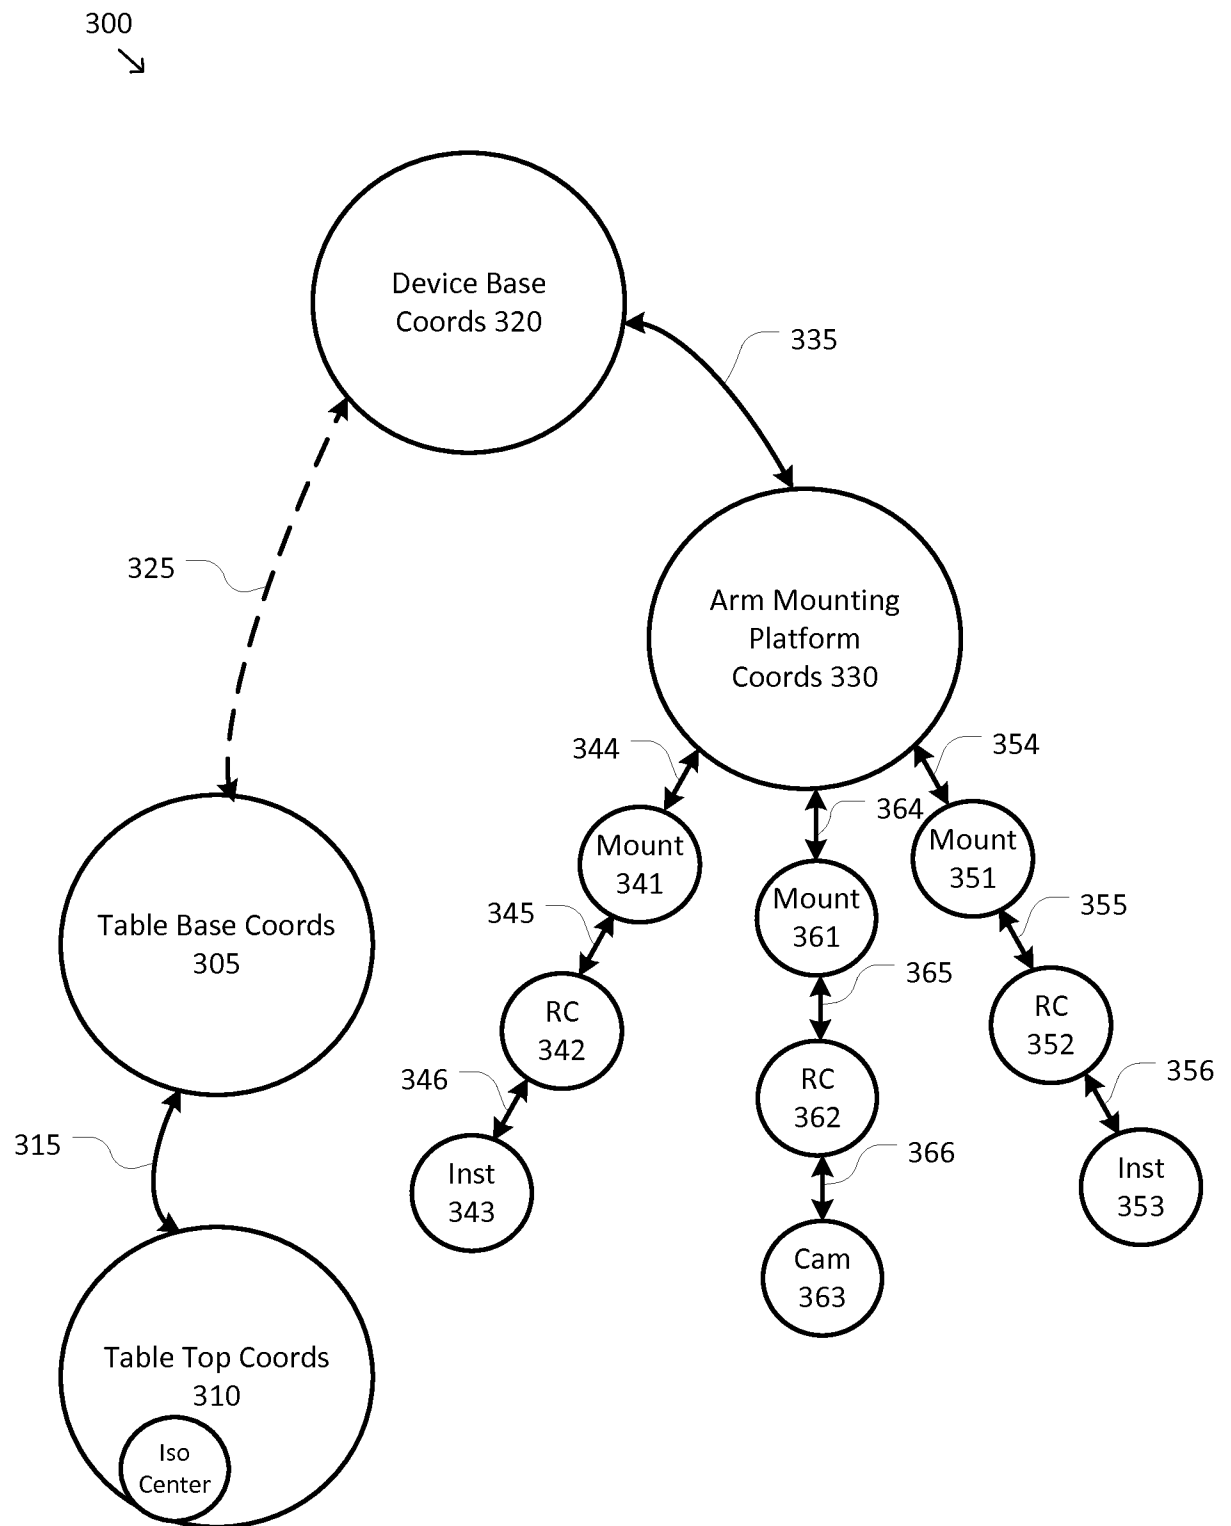 300
Device Base
Coords 320
335
325
Arm Mounting
Platform
Coords 330
344
354
364
Mount
341
Mount
351
Mount
361
345
355
365
Table Base Coords
305
RC
342
RC
352
RC
362
346
356
366
315
Inst
343
Inst
353
Cam
363
Table Top Coords
310
Iso
Center